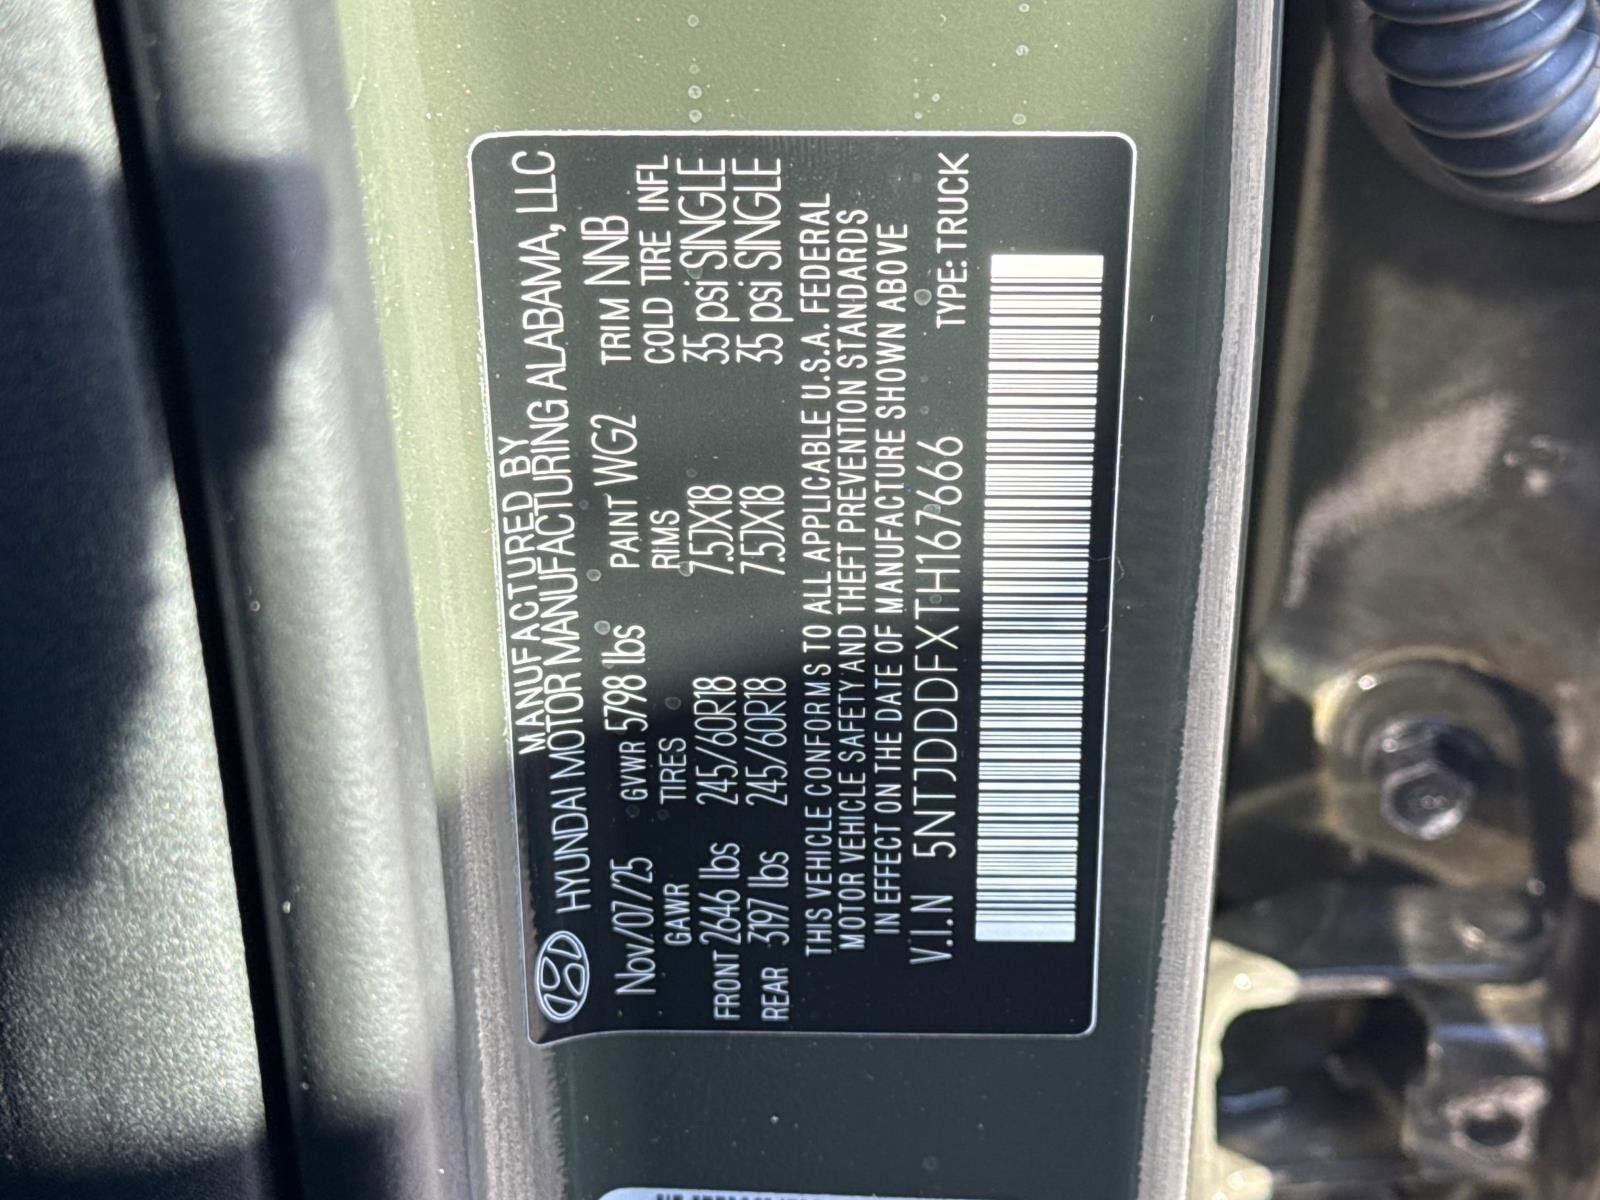 MANUFACTURED BY
HYUNDAI MOTOR MANUFACTURING ALABAMA, LLC
Nov/07/25 GVWR 5798 lbs PAINT WG2 TRIM NNB
GAWR TIRES RIMS COLD TIRE INFL
FRONT 2646 lbs 245/60R18 7.5JX18 35 psi SINGLE
REAR 3197 lbs 245/60R18 7.5JX18 35 psi SINGLE
THIS VEHICLE CONFORMS TO ALL APPLICABLE U.S.A. FEDERAL
MOTOR VEHICLE SAFETY AND THEFT PREVENTION STANDARDS
IN EFFECT ON THE DATE OF MANUFACTURE SHOWN ABOVE
V.I.N 5NTJDDDFXTH167666 TYPE: TRUCK